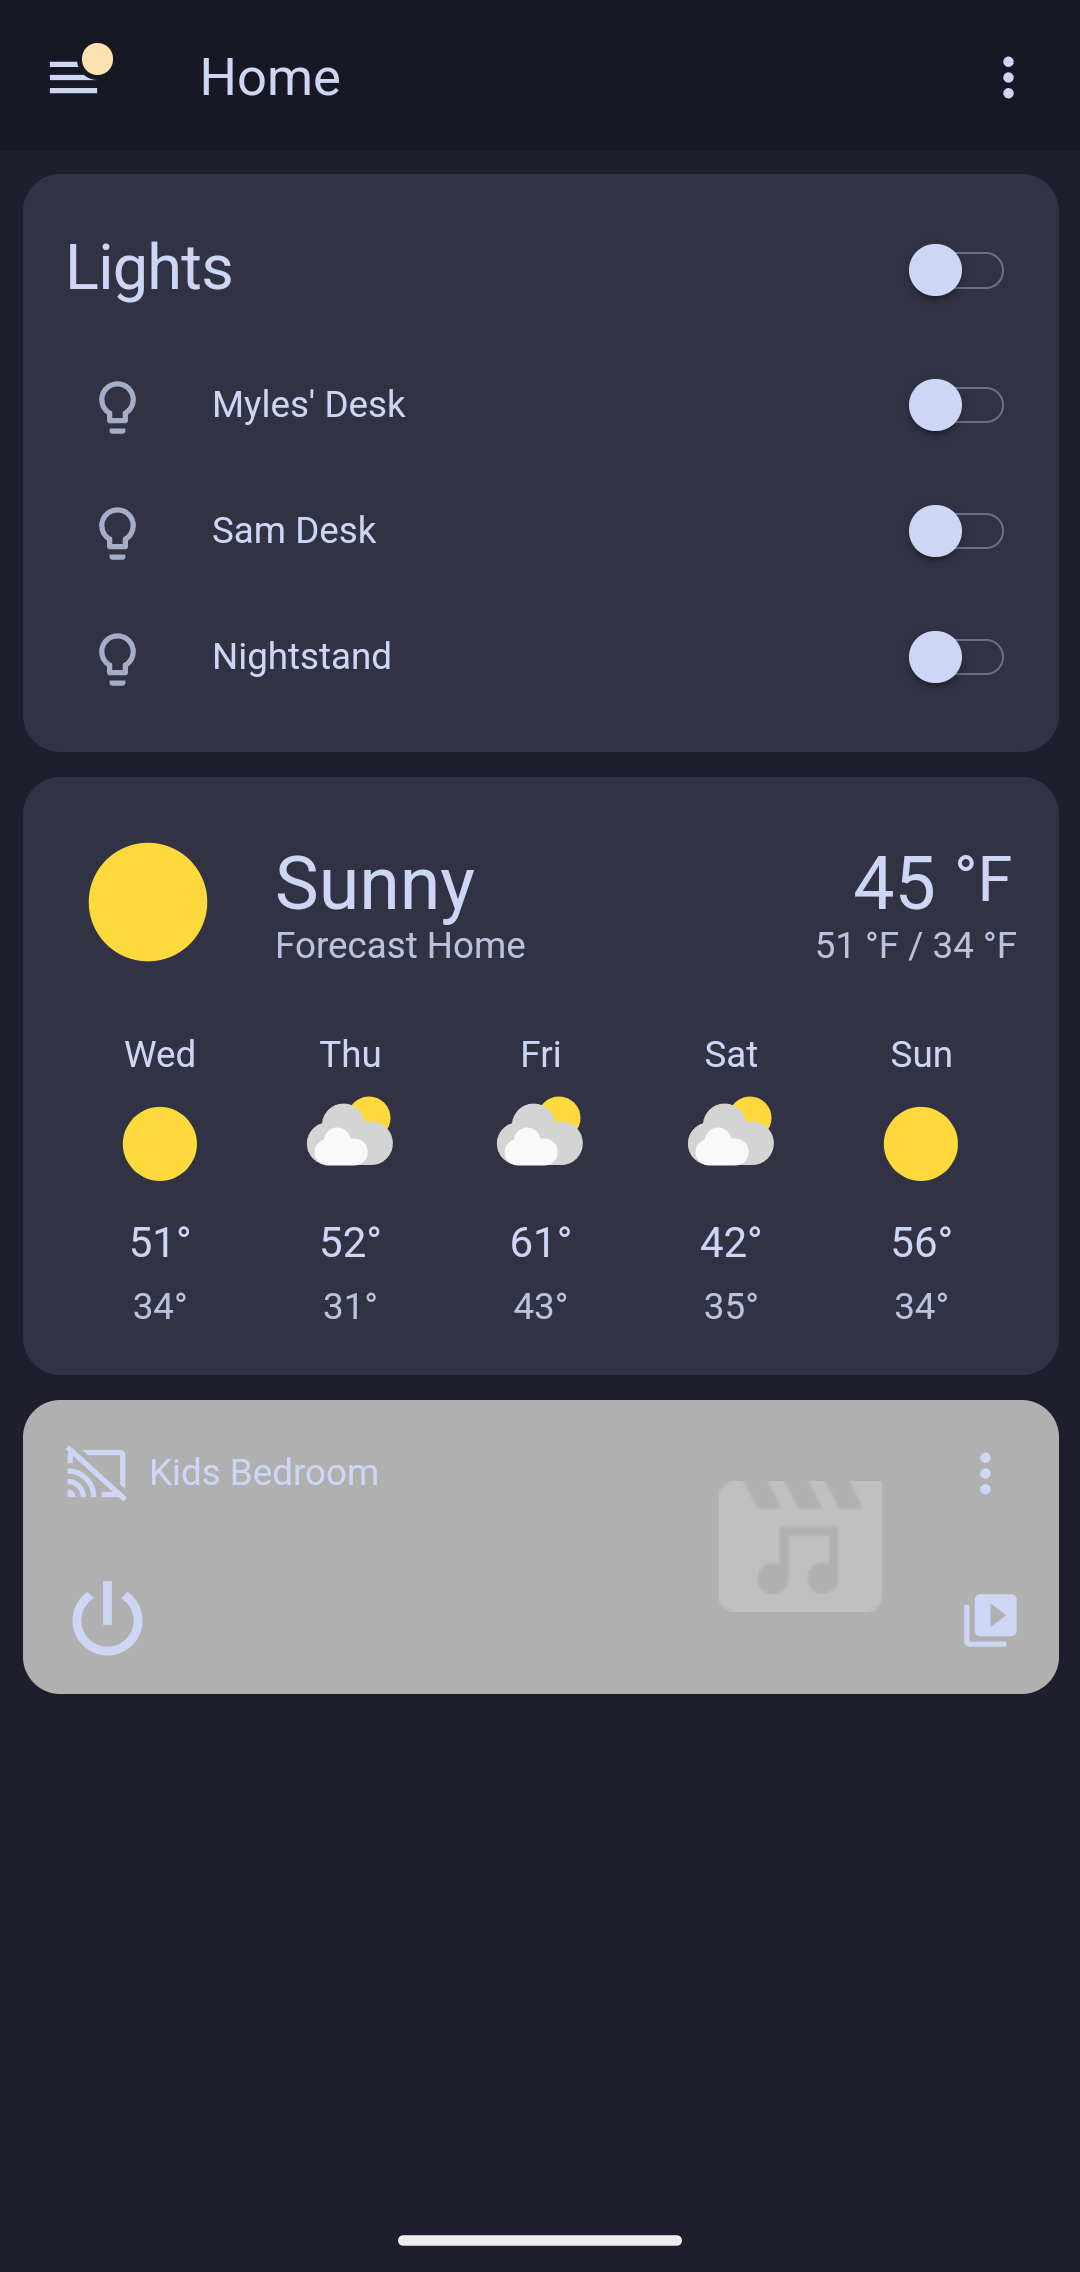 Home
Lights
Myles' Desk
Sam Desk
Nightstand
Sunny 45 °F
Forecast Home 51 °F / 34 °F
Wed Thu Fri Sat Sun
51° 52° 61° 42° 56°
34° 31° 43° 35° 34°
Kids Bedroom